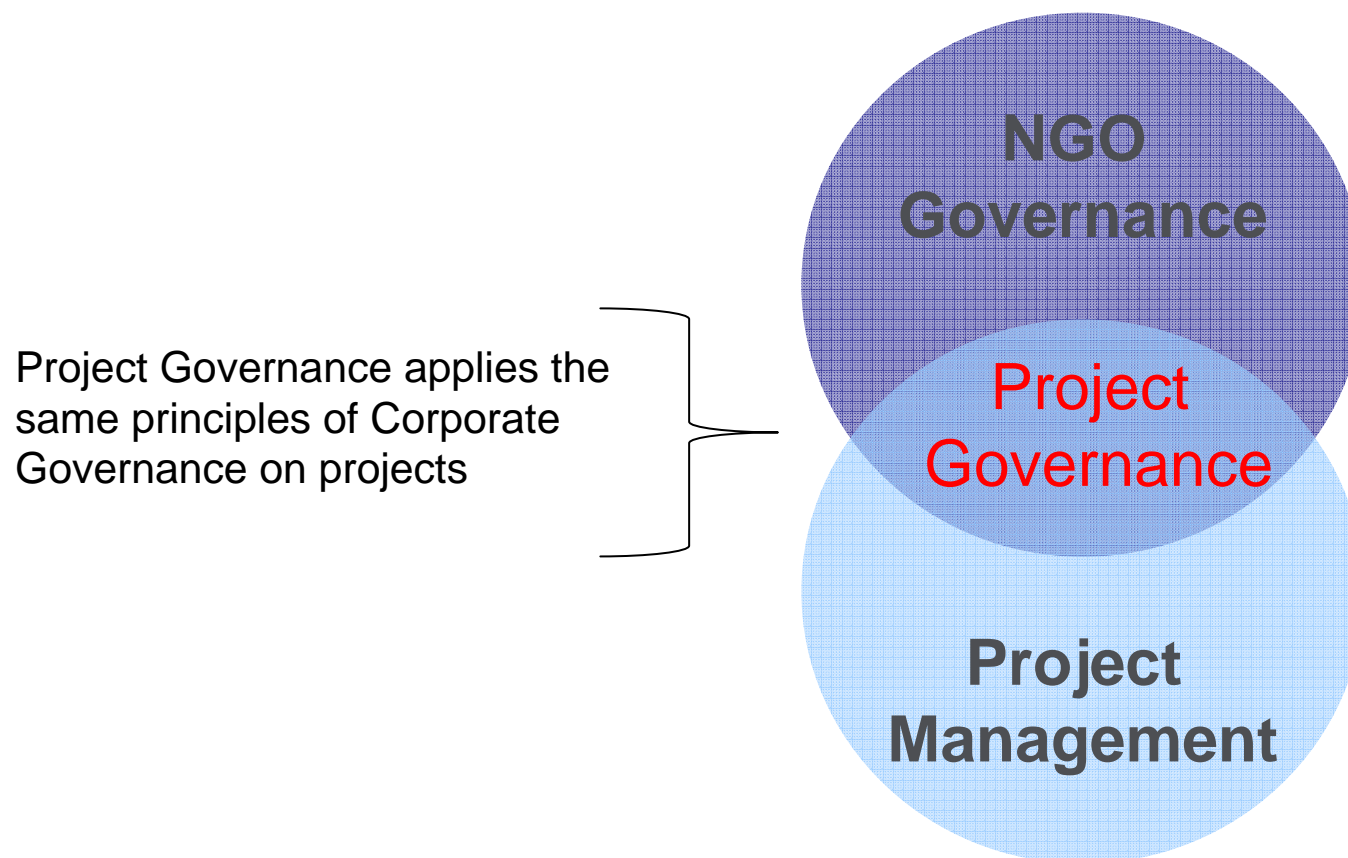 NGO
Governance
Project Governance applies the
same principles of Corporate
Governance on projects
Project
Governance
Project
Management